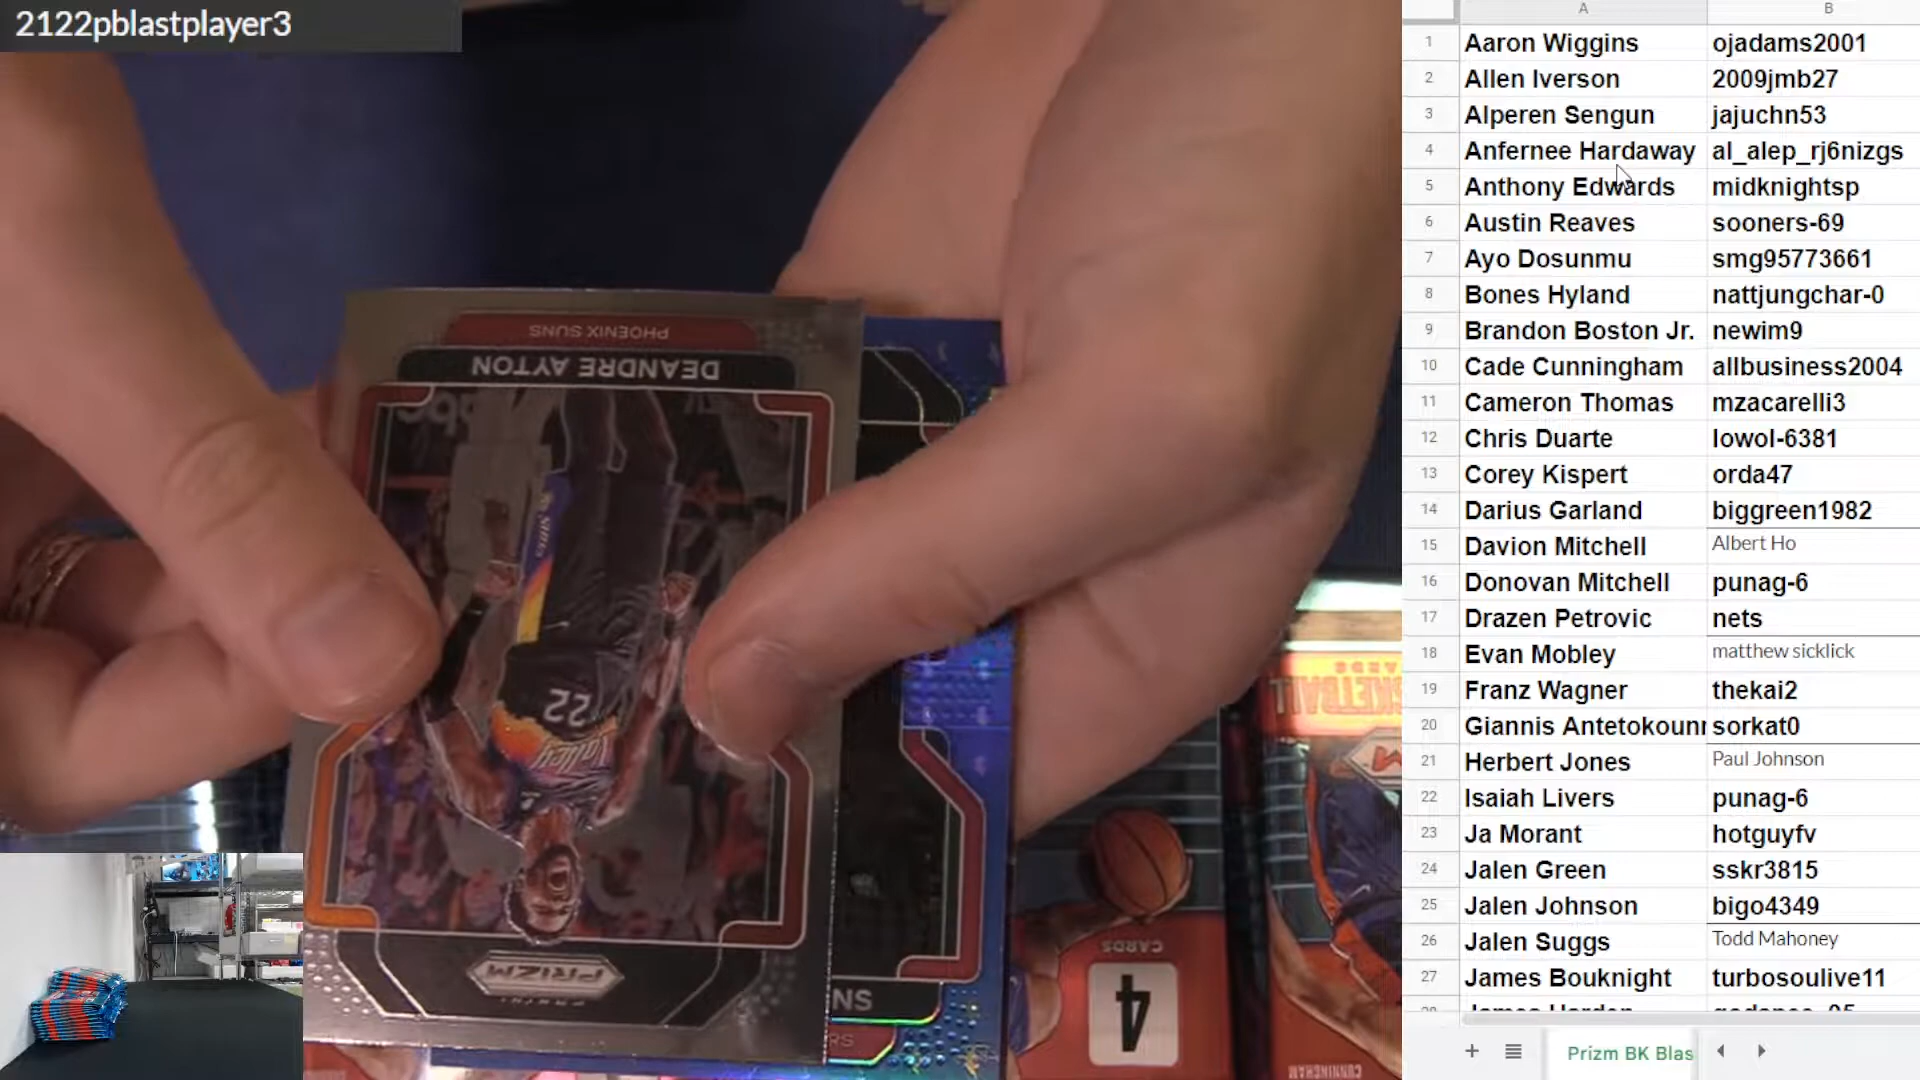 2122pblastplayer3
PHOENIX SUNS
DEANDRE AYTON
22
PANINI
PRIZM
NS
RS
CARDS
4
CUNNINGHAM
A B
1 Aaron Wiggins ojadams2001
2 Allen Iverson 2009jmb27
3 Alperen Sengun jajuchn53
4 Anfernee Hardaway al_alep_rj6nizgs
5 Anthony Edwards midknightsp
6 Austin Reaves sooners-69
7 Ayo Dosunmu smg95773661
8 Bones Hyland nattjungchar-0
9 Brandon Boston Jr. newim9
10 Cade Cunningham allbusiness2004
11 Cameron Thomas mzacarelli3
12 Chris Duarte lowol-6381
13 Corey Kispert orda47
14 Darius Garland biggreen1982
15 Davion Mitchell Albert Ho
16 Donovan Mitchell punag-6
17 Drazen Petrovic nets
18 Evan Mobley matthew sicklick
19 Franz Wagner thekai2
20 Giannis Antetokoun sorkat0
21 Herbert Jones Paul Johnson
22 Isaiah Livers punag-6
23 Ja Morant hotguyfv
24 Jalen Green sskr3815
25 Jalen Johnson bigo4349
26 Jalen Suggs Todd Mahoney
27 James Bouknight turbosoulive11
Prizm BK Blas